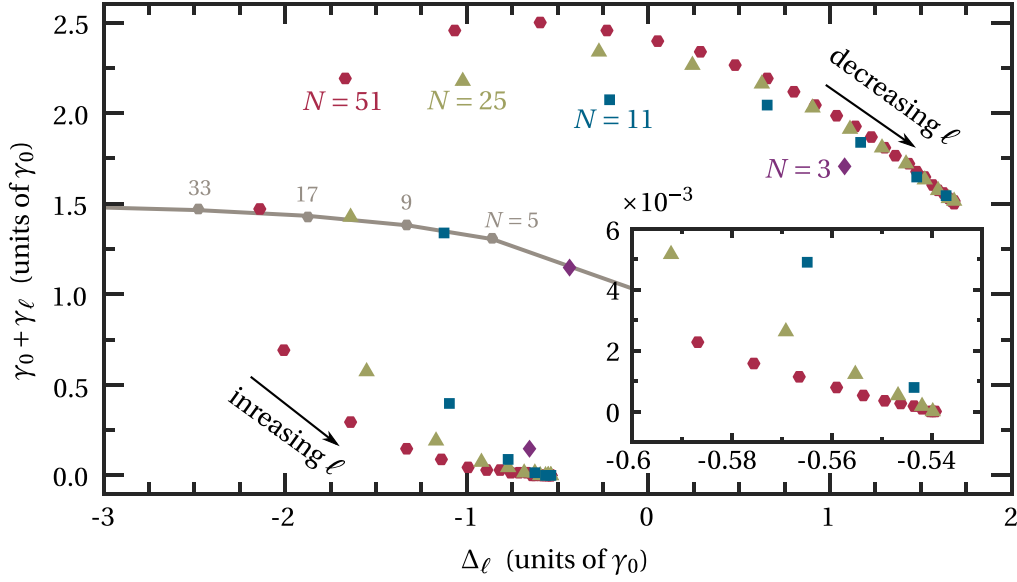 2.5
2.0
1.5
1.0
0.5
0.0
γ₀ + γ_ℓ (units of γ₀)
-3
-2
-1
0
1
2
Δ_ℓ (units of γ₀)
N = 51
N = 25
N = 11
N = 3
decreasing ℓ
33
17
9
N = 5
inreasing ℓ
×10⁻³
6
4
2
0
-0.6
-0.58
-0.56
-0.54